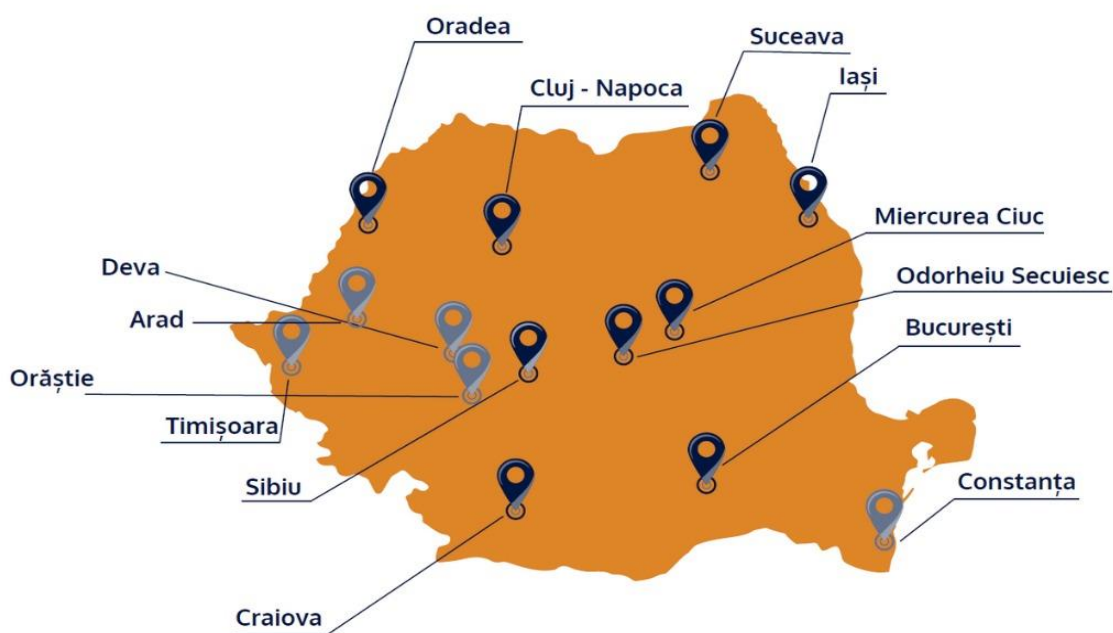 Oradea
Suceava
Iași
Cluj - Napoca
Miercurea Ciuc
Deva
Odorheiu Secuiesc
Arad
București
Orăștie
Timișoara
Sibiu
Constanța
Craiova